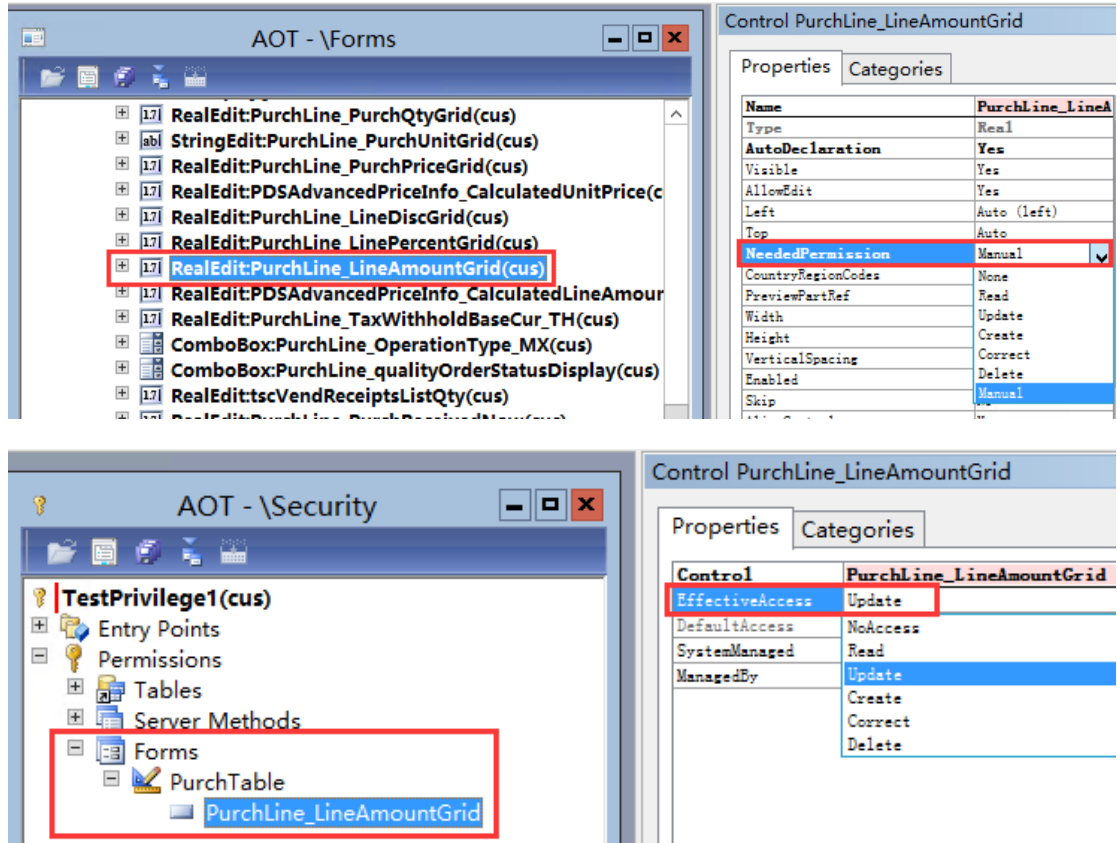 AOT - \Forms
RealEdit:PurchLine_PurchQtyGrid(cus)
StringEdit:PurchLine_PurchUnitGrid(cus)
RealEdit:PurchLine_PurchPriceGrid(cus)
RealEdit:PDSAdvancedPriceInfo_CalculatedUnitPrice(c
RealEdit:PurchLine_LineDiscGrid(cus)
RealEdit:PurchLine_LinePercentGrid(cus)
RealEdit:PurchLine_LineAmountGrid(cus)
RealEdit:PDSAdvancedPriceInfo_CalculatedLineAmour
RealEdit:PurchLine_TaxWithholdBaseCur_TH(cus)
ComboBox:PurchLine_OperationType_MX(cus)
ComboBox:PurchLine_qualityOrderStatusDisplay(cus)
RealEdit:tscVendReceiptsListQty(cus)
RealEdit:PurchLine_PurchReceivedNow(cus)
Control PurchLine_LineAmountGrid
Properties Categories
Name PurchLine_LineA
Type Real
AutoDeclaration Yes
Visible Yes
AllowEdit Yes
Left Auto (left)
Top Auto
NeededPermission Manual
CountryRegionCodes None
PreviewPartRef Read
Width Update
Height Create
VerticalSpacing Correct
Enabled Delete
Skip Manual
AOT - \Security
TestPrivilege1(cus)
Entry Points
Permissions
Tables
Server Methods
Forms
PurchTable
PurchLine_LineAmountGrid
Control PurchLine_LineAmountGrid
Properties Categories
Control PurchLine_LineAmountGrid
EffectiveAccess Update
DefaultAccess NoAccess
SystemManaged Read
ManagedBy Update
Create
Correct
Delete